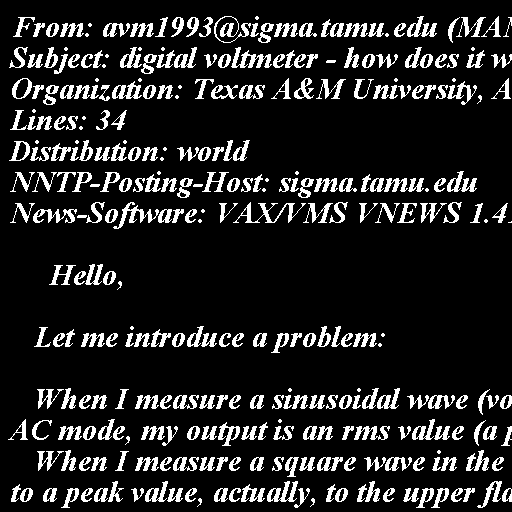 From: avm1993@sigma.tamu.edu (MAN
Subject: digital voltmeter - how does it w
Organization: Texas A&M University, A
Lines: 34
Distribution: world
NNTP-Posting-Host: sigma.tamu.edu
News-Software: VAX/VMS VNEWS 1.4
Hello,
Let me introduce a problem:
When I measure a sinusoidal wave (vo
AC mode, my output is an rms value (a p
When I measure a square wave in the
to a peak value, actually, to the upper fla